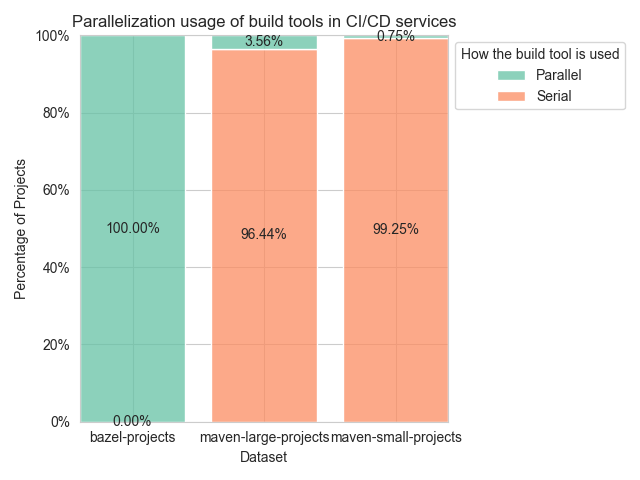 Parallelization usage of build tools in CI/CD services
100%
80%
60%
40%
20%
0%
Percentage of Projects
3.56%
0.75%
100.00%
96.44%
99.25%
0.00%
bazel-projects
maven-large-projects
maven-small-projects
Dataset
How the build tool is used
Parallel
Serial